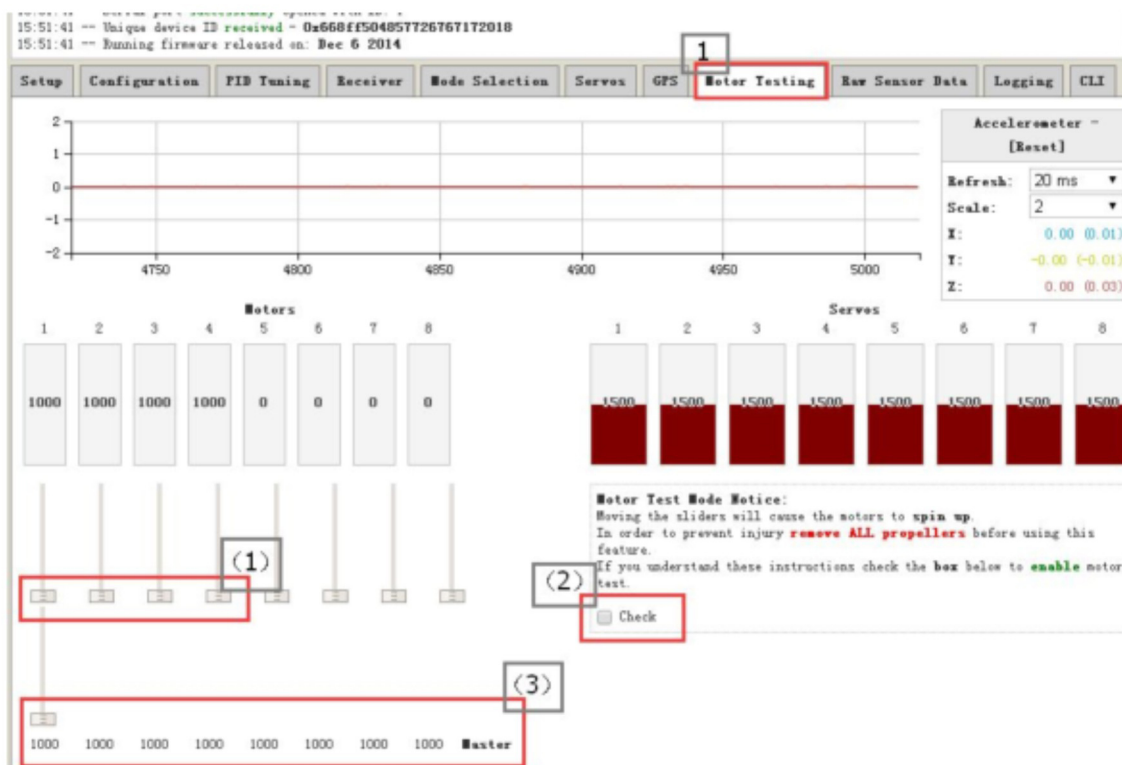 15:51:41 -- Unique device ID received - 0x668ff504857726767172018
15:51:41 -- Running firmware released on: Dec 6 2014
1
Setup Configuration PID Tuning Receiver Mode Selection Servos GPS Motor Testing Raw Sensor Data Logging CLI
Accelerometer -
[Reset]
Refresh: 20 ms
Scale: 2
X: 0.00 (0.01)
Y: -0.00 (-0.01)
Z: 0.00 (0.03)
2
1
0
-1
-2
4750 4800 4850 4900 4950 5000
Motors
1 2 3 4 5 6 7 8
1000 1000 1000 1000 0 0 0 0
Servos
1 2 3 4 5 6 7 8
1500 1500 1500 1500 1500 1500 1500 1500
(1)
Motor Test Mode Notice:
Moving the sliders will cause the motors to spin up.
In order to prevent injury remove ALL propellers before using this
feature.
If you understand these instructions check the box below to enable motor
test.
(2)
Check
(3)
1000 1000 1000 1000 1000 1000 1000 1000 Master